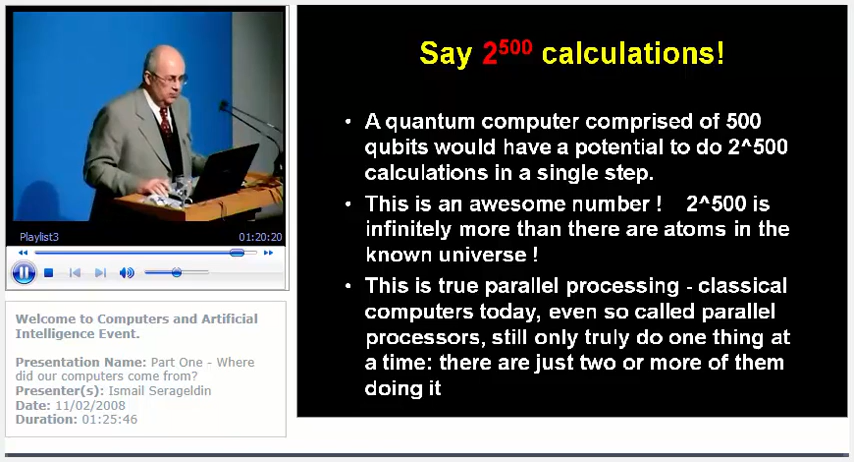 Playlist3 01:20:20
Welcome to Computers and Artificial
Intelligence Event.
Presentation Name: Part One - Where
did our computers come from?
Presenter(s): Ismail Serageldin
Date: 11/02/2008
Duration: 01:25:46
Say 2^500 calculations!
• A quantum computer comprised of 500
qubits would have a potential to do 2^500
calculations in a single step.
• This is an awesome number ! 2^500 is
infinitely more than there are atoms in the
known universe !
• This is true parallel processing - classical
computers today, even so called parallel
processors, still only truly do one thing at
a time: there are just two or more of them
doing it